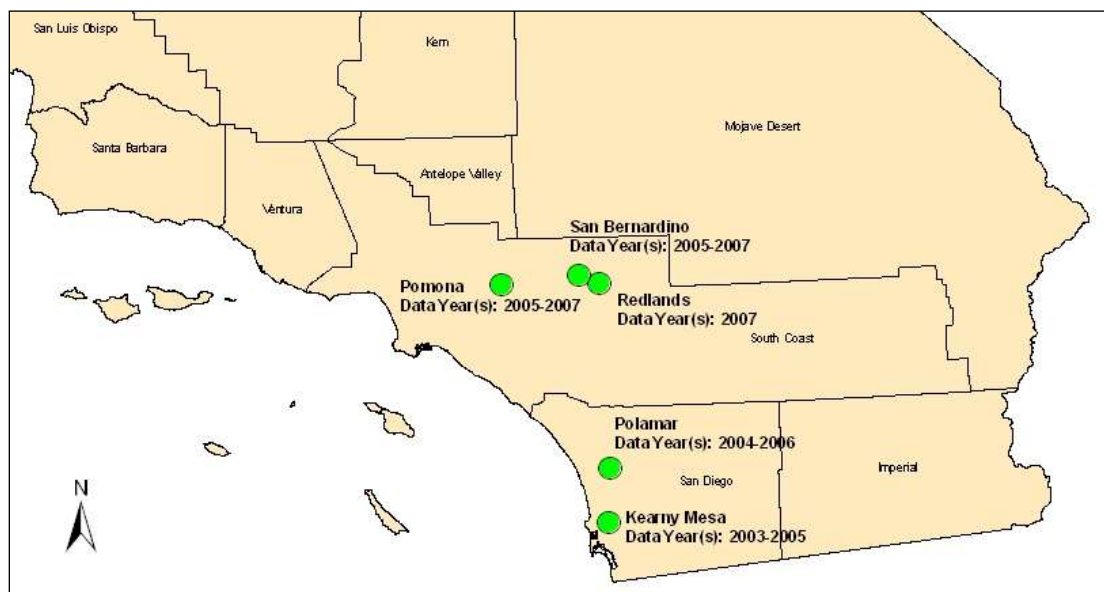 San Luis Obispo
Kern
Mojave Desert
Santa Barbara
Antelope Valley
Ventura
San Bernardino
Data Year(s): 2005-2007
Pomona
Data Year(s): 2005-2007
Redlands
Data Year(s): 2007
South Coast
Polamar
Data Year(s): 2004-2006
Imperial
San Diego
N
Kearny Mesa
Data Year(s): 2003-2005